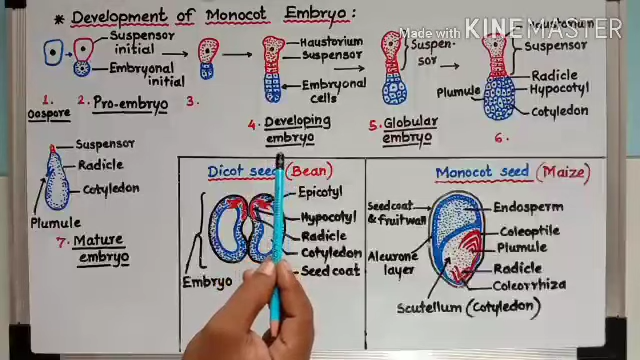 * Development of Monocot Embryo:
Made with KINEMASTER
Suspensor
initial
Embryonal initial
1.
Oospore
2. Pro-embryo
3.
Haustorium
Suspensor
Embryonal
cells
4. Developing
embryo
Suspen-
sor
5. Globular
embryo
Haustorium
Suspensor
Radicle
Hypocotyl
Plumule
Cotyledon
6.
Suspensor
Radicle
Cotyledon
Plumule
7. Mature
embryo
Dicot seed (Bean)
Epicotyl
Hypocotyl
Radicle
Cotyledon
Seed coat
Embryo
Monocot seed (Maize)
Seed coat
& fruit wall
Aleurone
layer
Endosperm
Coleoptile
Plumule
Radicle
Coleorrhiza
Scutellum (Cotyledon)